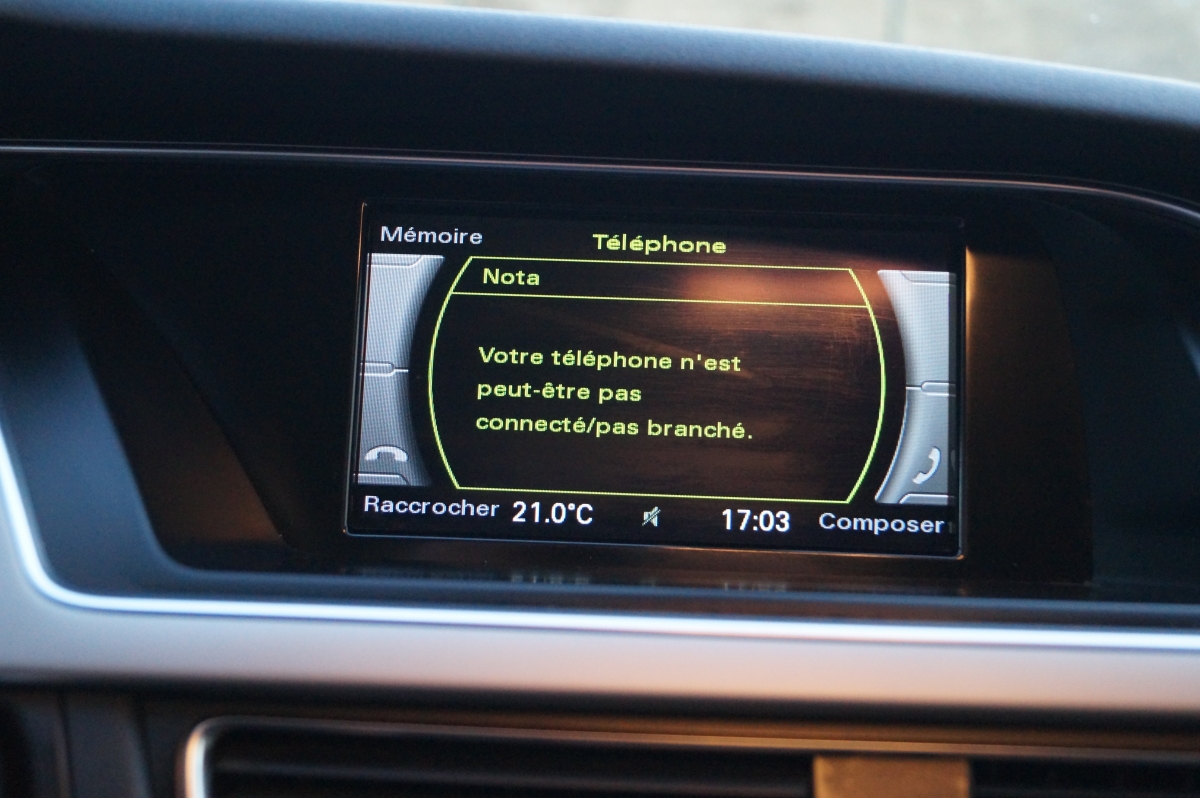 Mémoire
Téléphone
Nota
Votre téléphone n'est
peut-être pas
connecté/pas branché.
Raccrocher 21.0°C 17:03 Composer